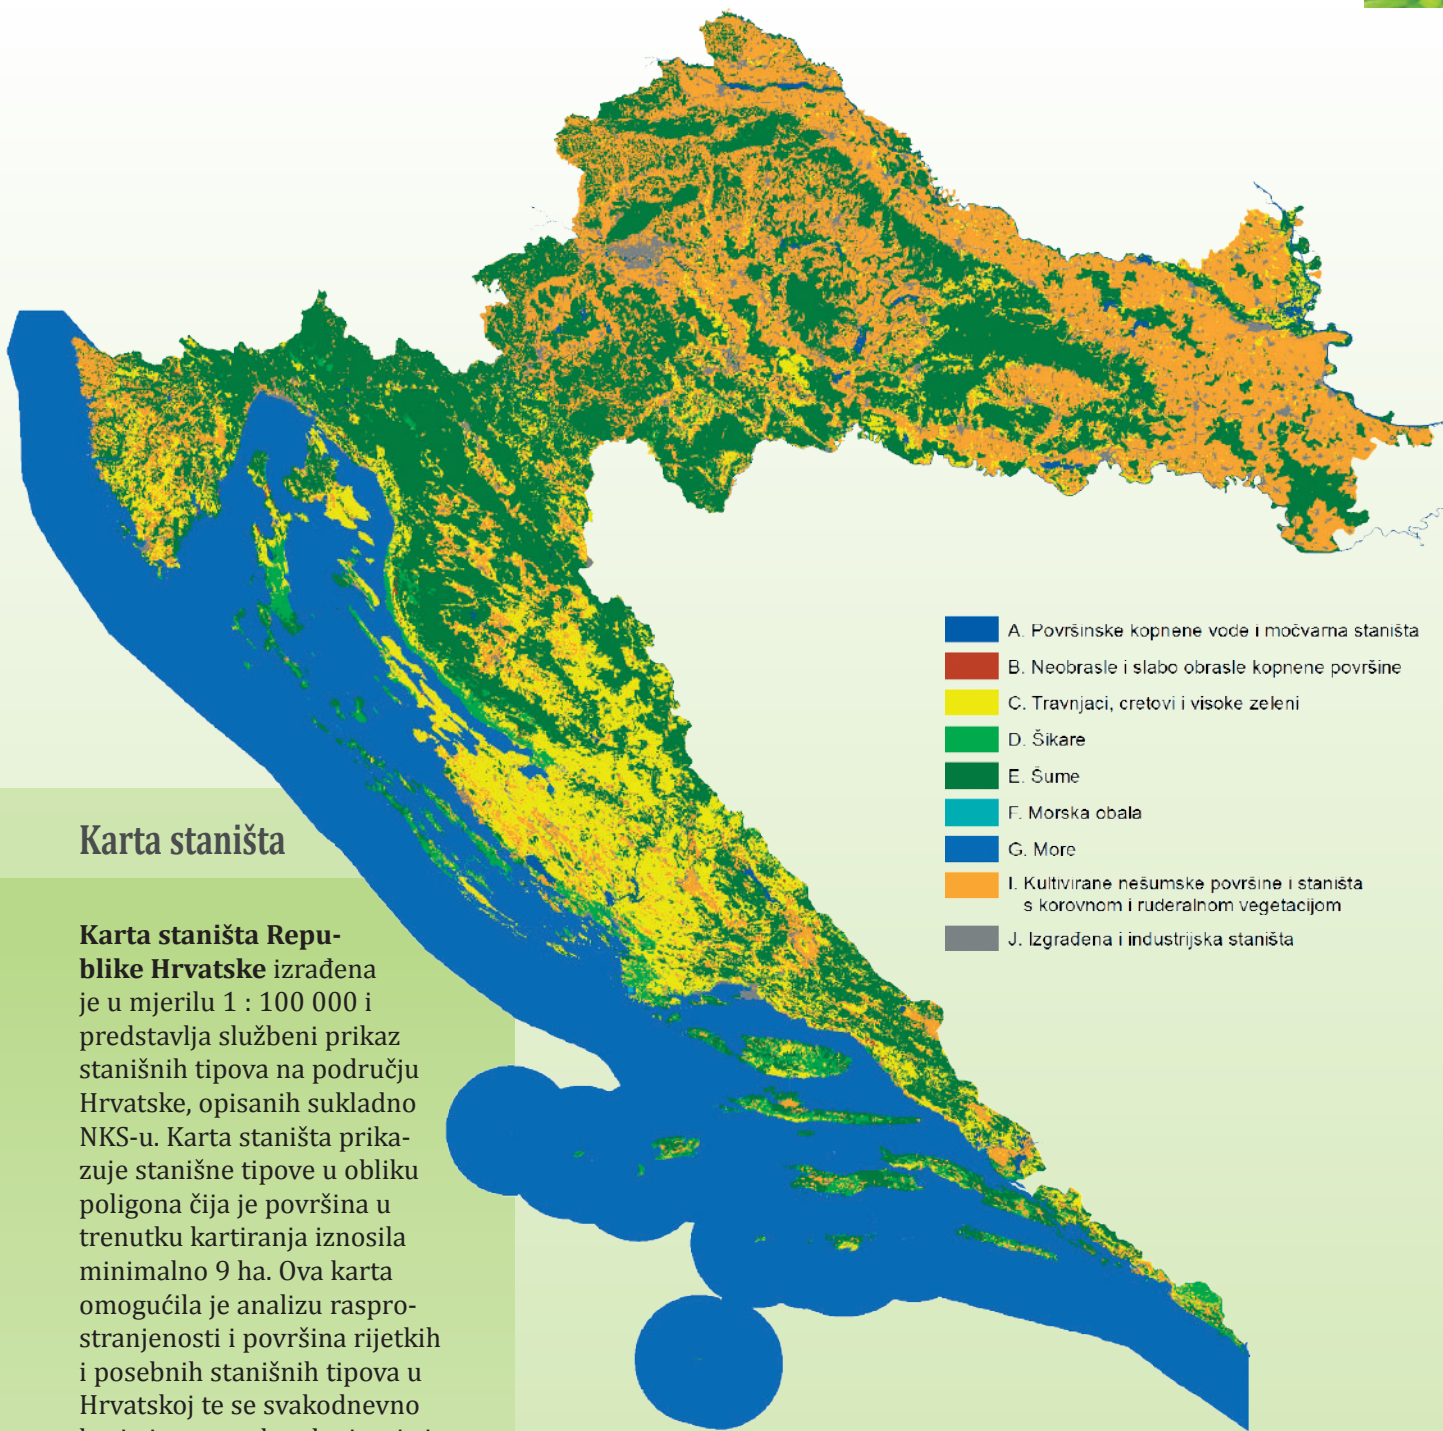 A. Površinske kopnene vode i močvarna staništa
B. Neobrasle i slabo obrasle kopnene površine
C. Travnjaci, cretovi i visoke zeleni
D. Šikare
E. Šume
F. Morska obala
G. More
I. Kultivirane nešumske površine i staništa
s korovnom i ruderalnom vegetacijom
J. Izgrađena i industrijska staništa
Karta staništa
Karta staništa Repu-
blike Hrvatske izrađena
je u mjerilu 1 : 100 000 i
predstavlja službeni prikaz
stanišnih tipova na području
Hrvatske, opisanih sukladno
NKS-u. Karta staništa prika-
zuje stanišne tipove u obliku
poligona čija je površina u
trenutku kartiranja iznosila
minimalno 9 ha. Ova karta
omogućila je analizu raspro-
stranjenosti i površina rijetkih
i posebnih stanišnih tipova u
Hrvatskoj te se svakodnevno